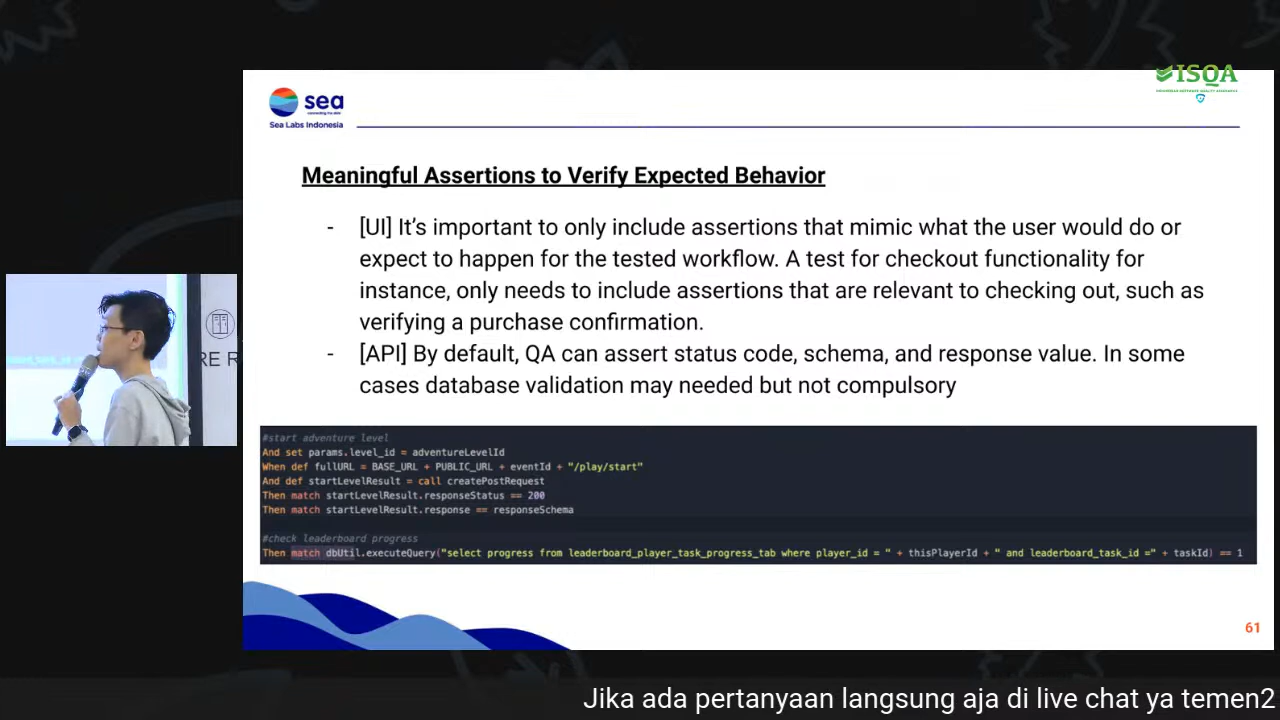 ISQA
sea
Sea Labs Indonesia
Meaningful Assertions to Verify Expected Behavior
- [UI] It's important to only include assertions that mimic what the user would do or
expect to happen for the tested workflow. A test for checkout functionality for
instance, only needs to include assertions that are relevant to checking out, such as
verifying a purchase confirmation.
- [API] By default, QA can assert status code, schema, and response value. In some
cases database validation may needed but not compulsory
RE R
#start adventure level
And set params.level_id = adventureLevelId
When def fullURL = BASE_URL + PUBLIC_URL + eventId + "/play/start"
And def startLevelResult = call createPostRequest
Then match startLevelResult.responseStatus == 200
Then match startLevelResult.response == responseSchema
#check leaderboard progress
Then match dbUtil.executeQuery("select progress from leaderboard_player_task_progress_tab where player_id = " + thisPlayerId + " and leaderboard_task_id =" + taskId) == 1
61
Jika ada pertanyaan langsung aja di live chat ya temen2